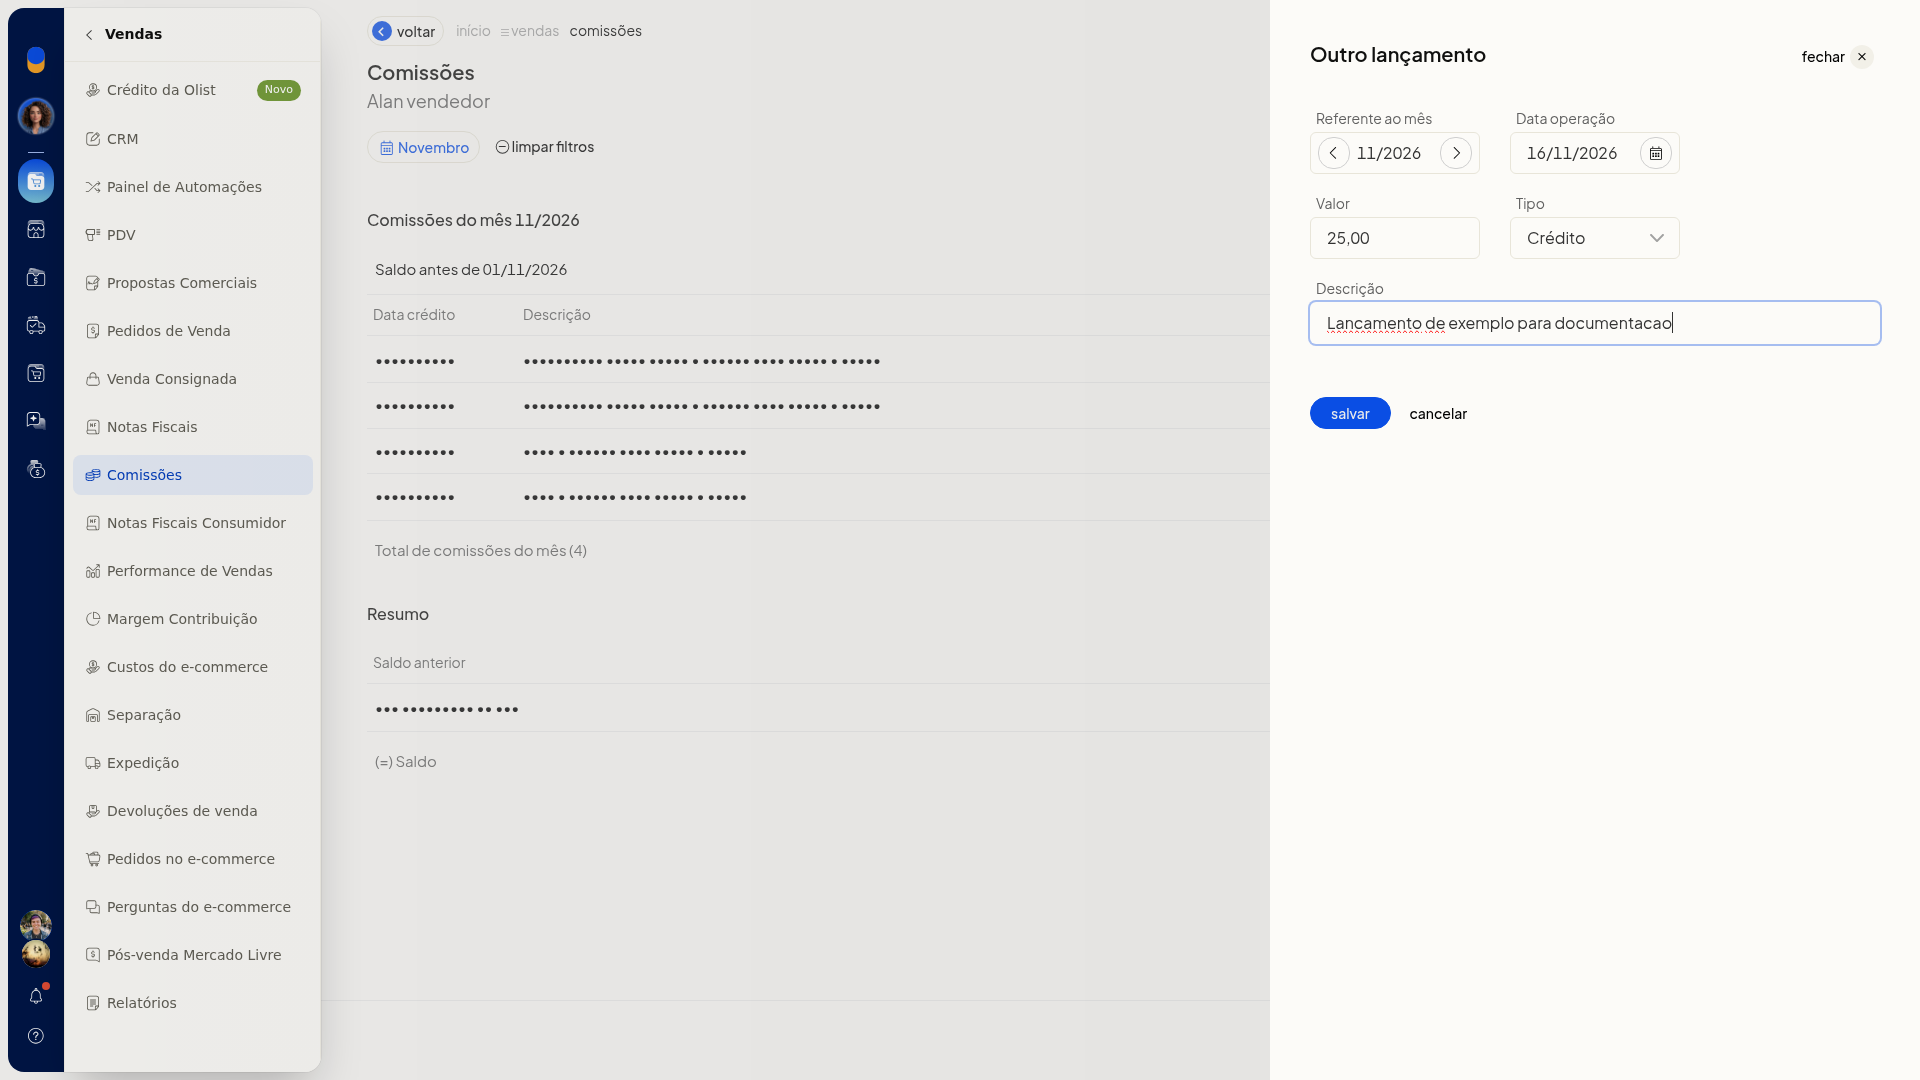 Vendas
Crédito da Olist Novo
CRM
Painel de Automações
PDV
Propostas Comerciais
Pedidos de Venda
Venda Consignada
Notas Fiscais
Comissões
Notas Fiscais Consumidor
Performance de Vendas
Margem Contribuição
Custos do e-commerce
Separação
Expedição
Devoluções de venda
Pedidos no e-commerce
Perguntas do e-commerce
Pós-venda Mercado Livre
Relatórios
voltar início vendas comissões
Comissões
Alan vendedor
Novembro limpar filtros
Comissões do mês 11/2026
Saldo antes de 01/11/2026
Data crédito Descrição
•••••••••• •••••••••• ••••• ••••• • •••••• •••• ••••• • •••••
•••••••••• •••••••••• ••••• ••••• • •••••• •••• ••••• • •••••
•••••••••• •••• • •••••• •••• ••••• • •••••
•••••••••• •••• • •••••• •••• ••••• • •••••
Total de comissões do mês (4)
Resumo
Saldo anterior
••• ••••••••• •• •••
(=) Saldo
Outro lançamento fechar
Referente ao mês Data operação
11/2026 16/11/2026
Valor Tipo
25,00 Crédito
Descrição
Lancamento de exemplo para documentacao
salvar cancelar